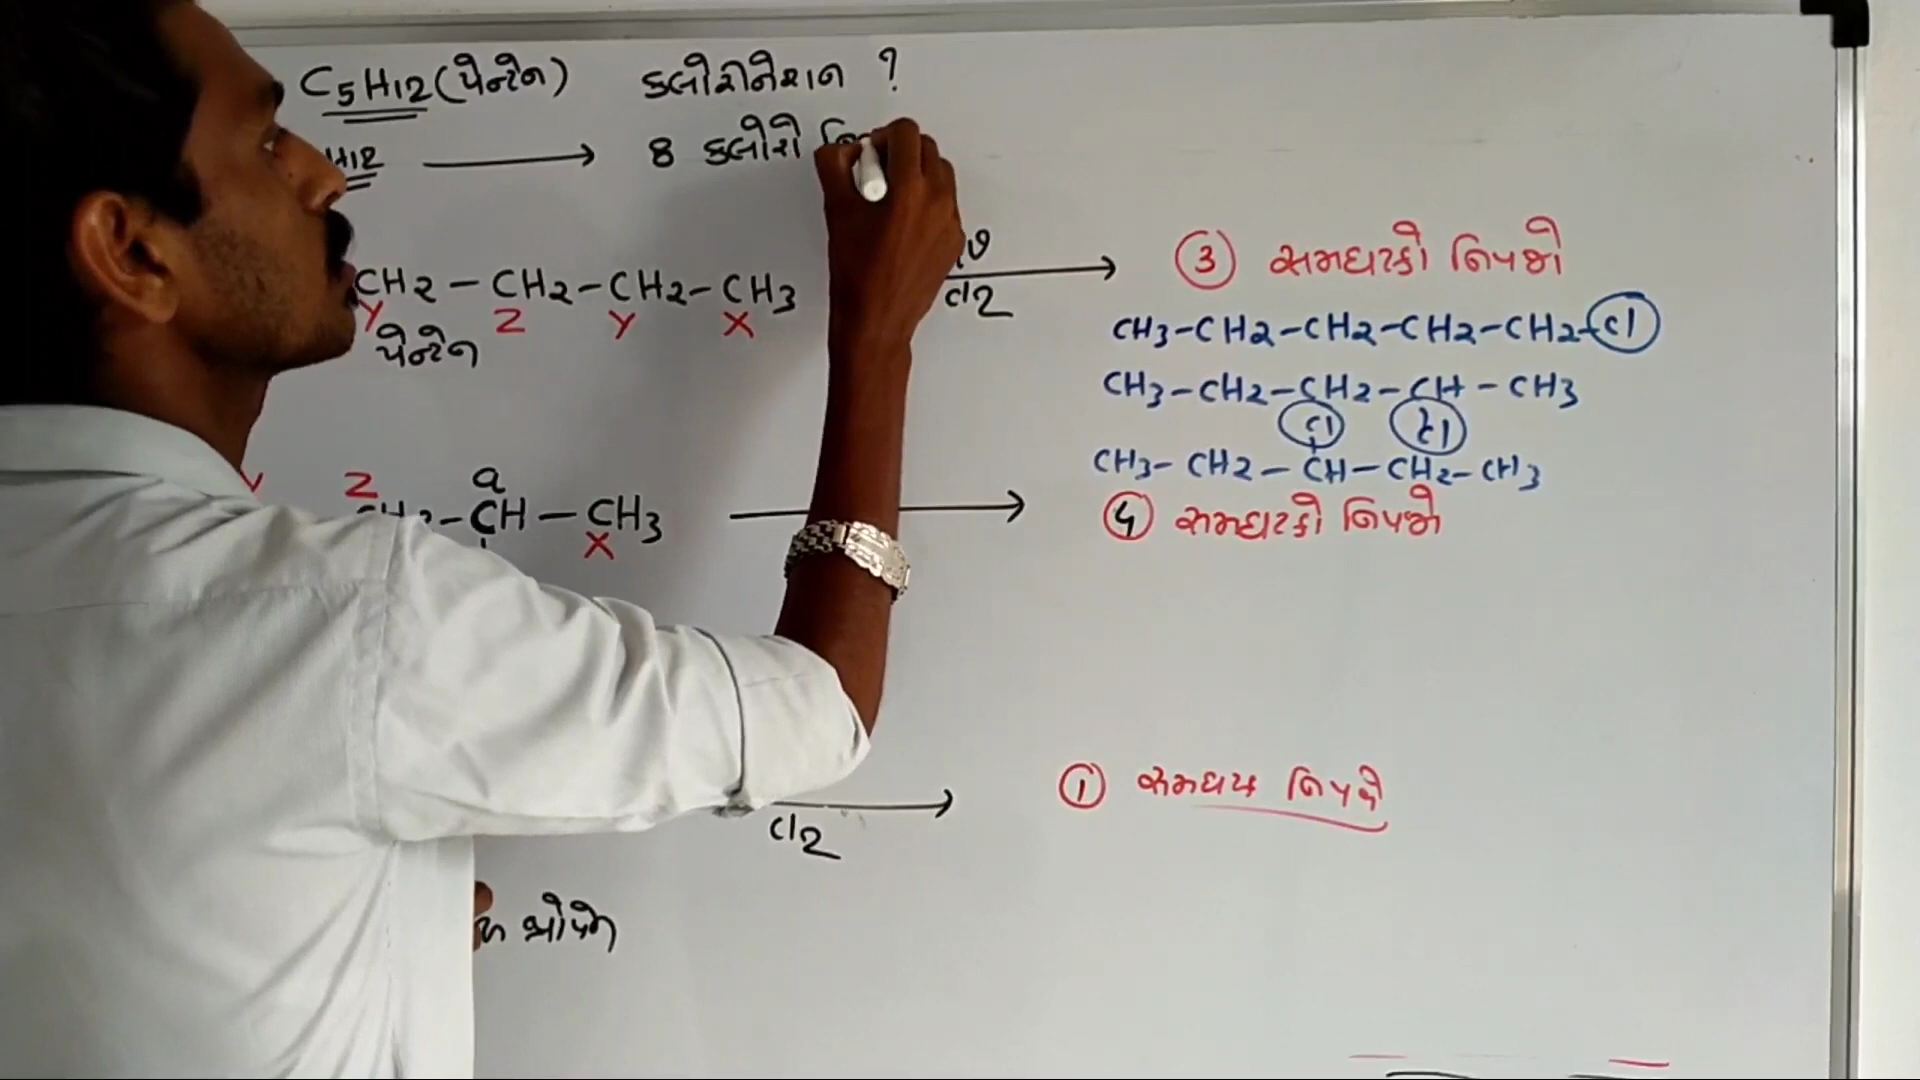 C5H12 (પેન્ટેન) ક્લોરીનેશન ?
H12 → 8 ક્લોરો નિ
CH2 – CH2 – CH2 – CH3
Y Z Y X
પેન્ટેન
Cl2
③ સમઘટકો નિપજો
CH3–CH2–CH2–CH2–CH2–Cl
CH3–CH2–CH2–CH – CH3
Cl Cl
CH3– CH2 – CH – CH2– CH3
Z a
CH2–CH – CH3
X
→ ④ સમઘટકો નિપજો
Cl2
① સમઘટક નિપજ
પ્રોપેન